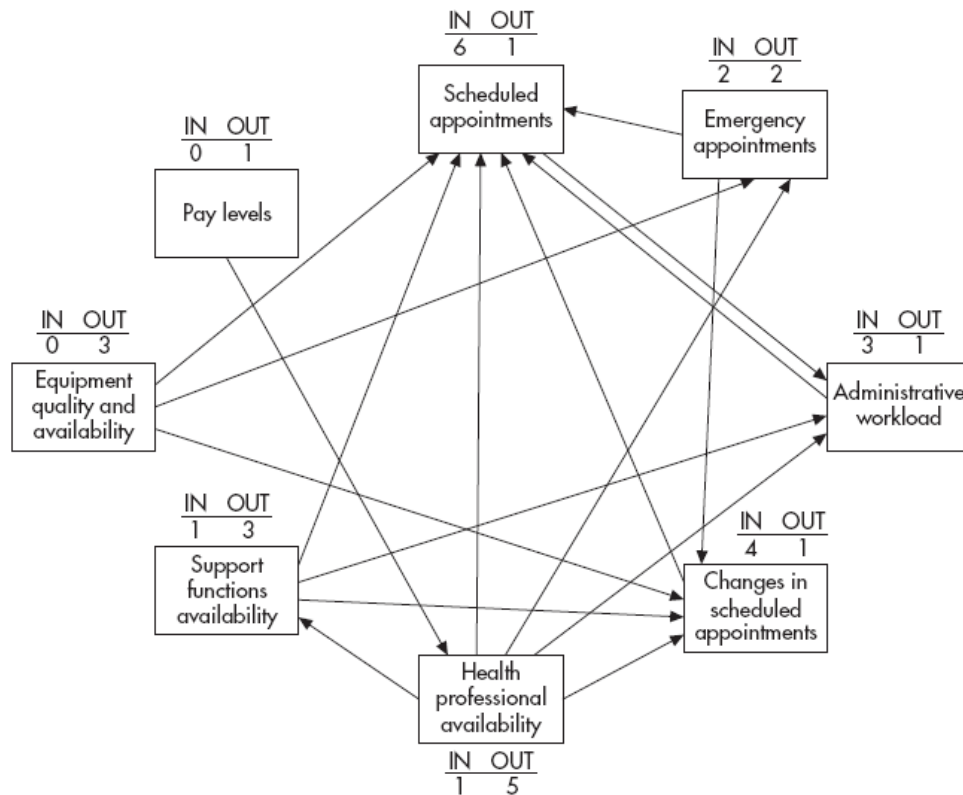 IN OUT
6 1
Scheduled
appointments
IN OUT
2 2
Emergency
appointments
IN OUT
0 1
Pay levels
IN OUT
0 3
Equipment
quality and
availability
IN OUT
3 1
Administrative
workload
IN OUT
1 3
Support
functions
availability
IN OUT
4 1
Changes in
scheduled
appointments
Health
professional
availability
IN OUT
1 5